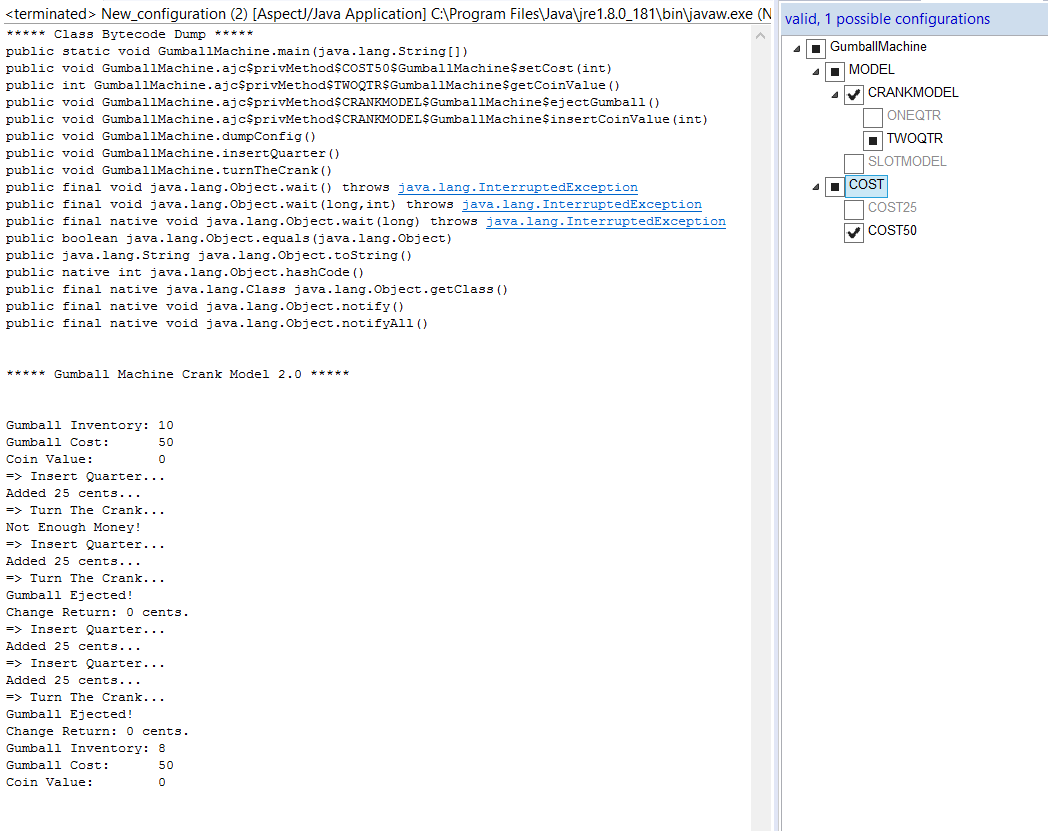 <terminated> New_configuration (2) [AspectJ/Java Application] C:\Program Files\Java\jre1.8.0_181\bin\javaw.exe (N
***** Class Bytecode Dump *****
public static void GumballMachine.main(java.lang.String[])
public void GumballMachine.ajc$privMethod$COST50$GumballMachine$setCost(int)
public int GumballMachine.ajc$privMethod$TWOQTR$GumballMachine$getCoinValue()
public void GumballMachine.ajc$privMethod$CRANKMODEL$GumballMachine$ejectGumball()
public void GumballMachine.ajc$privMethod$CRANKMODEL$GumballMachine$insertCoinValue(int)
public void GumballMachine.dumpConfig()
public void GumballMachine.insertQuarter()
public void GumballMachine.turnTheCrank()
public final void java.lang.Object.wait() throws java.lang.InterruptedException
public final void java.lang.Object.wait(long,int) throws java.lang.InterruptedException
public final native void java.lang.Object.wait(long) throws java.lang.InterruptedException
public boolean java.lang.Object.equals(java.lang.Object)
public java.lang.String java.lang.Object.toString()
public native int java.lang.Object.hashCode()
public final native java.lang.Class java.lang.Object.getClass()
public final native void java.lang.Object.notify()
public final native void java.lang.Object.notifyAll()
***** Gumball Machine Crank Model 2.0 *****
Gumball Inventory: 10
Gumball Cost: 50
Coin Value: 0
=> Insert Quarter...
Added 25 cents...
=> Turn The Crank...
Not Enough Money!
=> Insert Quarter...
Added 25 cents...
=> Turn The Crank...
Gumball Ejected!
Change Return: 0 cents.
=> Insert Quarter...
Added 25 cents...
=> Insert Quarter...
Added 25 cents...
=> Turn The Crank...
Gumball Ejected!
Change Return: 0 cents.
Gumball Inventory: 8
Gumball Cost: 50
Coin Value: 0
valid, 1 possible configurations
GumballMachine
MODEL
CRANKMODEL
ONEQTR
TWOQTR
SLOTMODEL
COST
COST25
COST50